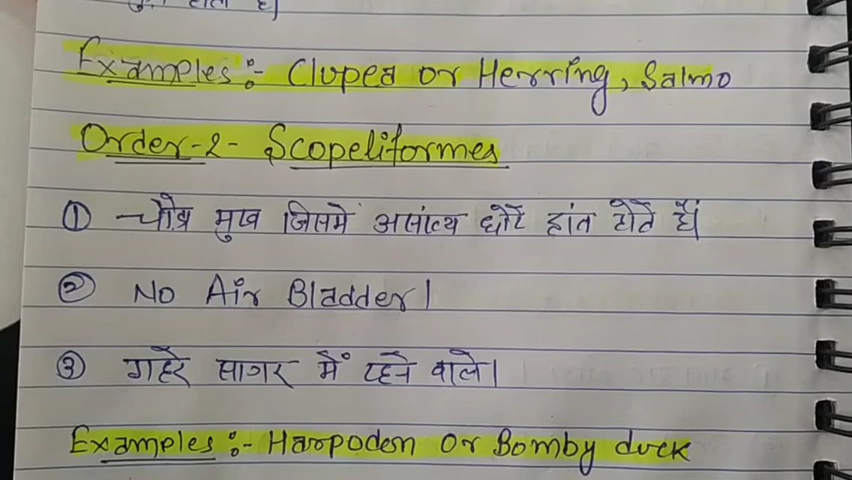 होते है।
Examples:- Clupea or Herring, Salmo
Order-2- Scopeliformes
① चौड़ा मुख जिसमें असंख्य छोटे दांत होते हैं।
② No Air Bladder।
③ गहरे सागर में रहने वाले।
Examples:- Harpodon Or Bomby duck